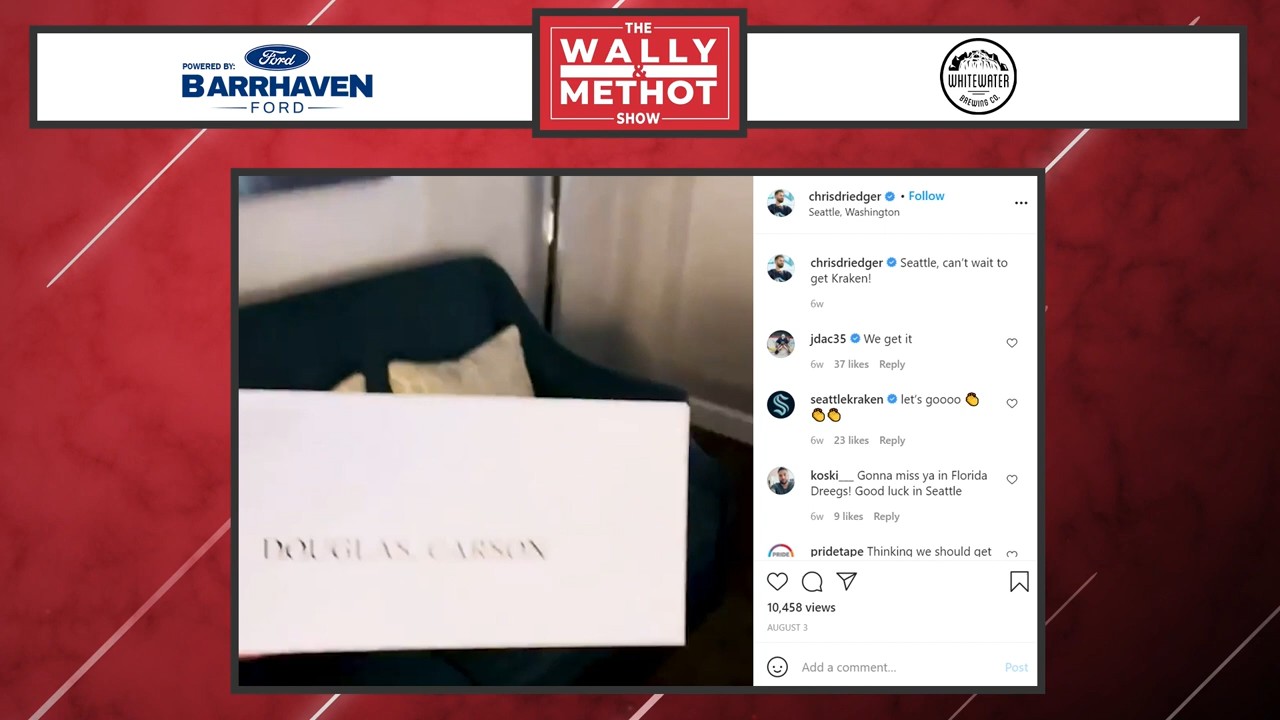 POWERED BY:
Ford
BARRHAVEN
FORD
THE
WALLY
&
METHOT
SHOW
WHITEWATER
BREWING CO.
DOUGLAS CARSON
chrisdriedger • Follow
Seattle, Washington
chrisdriedger Seattle, can't wait to
get Kraken!
6w
jdac35 We get it
6w 37 likes Reply
seattlekraken let's goooo 👏
👏👏
6w 23 likes Reply
koski__ Gonna miss ya in Florida
Dreegs! Good luck in Seattle
6w 9 likes Reply
PRIDE
pridetape Thinking we should get
10,458 views
AUGUST 3
Add a comment... Post